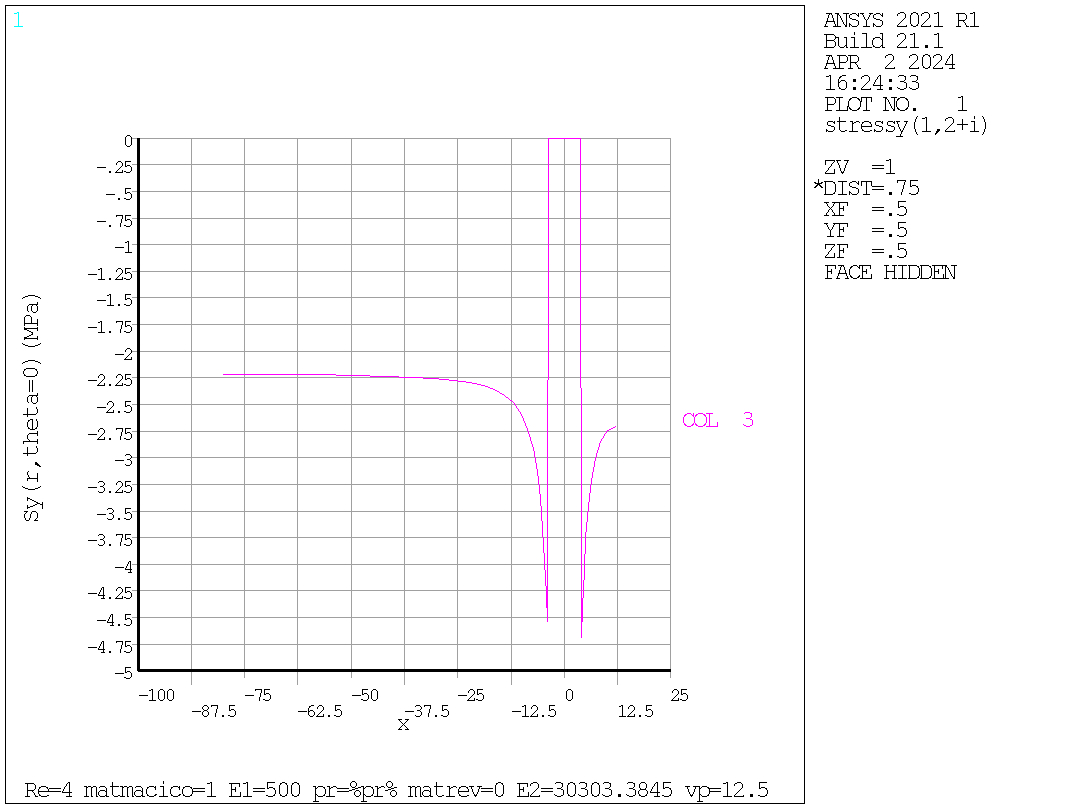 1
ANSYS 2021 R1
Build 21.1
APR  2 2024
16:24:33
PLOT NO.   1
stressy(1,2+i)
ZV  =1
*DIST=.75
XF  =.5
YF  =.5
ZF  =.5
FACE HIDDEN
0
-.25
-.5
-.75
-1
-1.25
-1.5
-1.75
-2
-2.25
-2.5
-2.75
-3
-3.25
-3.5
-3.75
-4
-4.25
-4.5
-4.75
-5
Sy(r,theta=0)(MPa)
COL  3
-100 -75 -50 -25 0 25
-87.5 -62.5 -37.5 -12.5 12.5
X
Re=4 matmacico=1 E1=500 pr=%pr% matrev=0 E2=30303.3845 vp=12.5